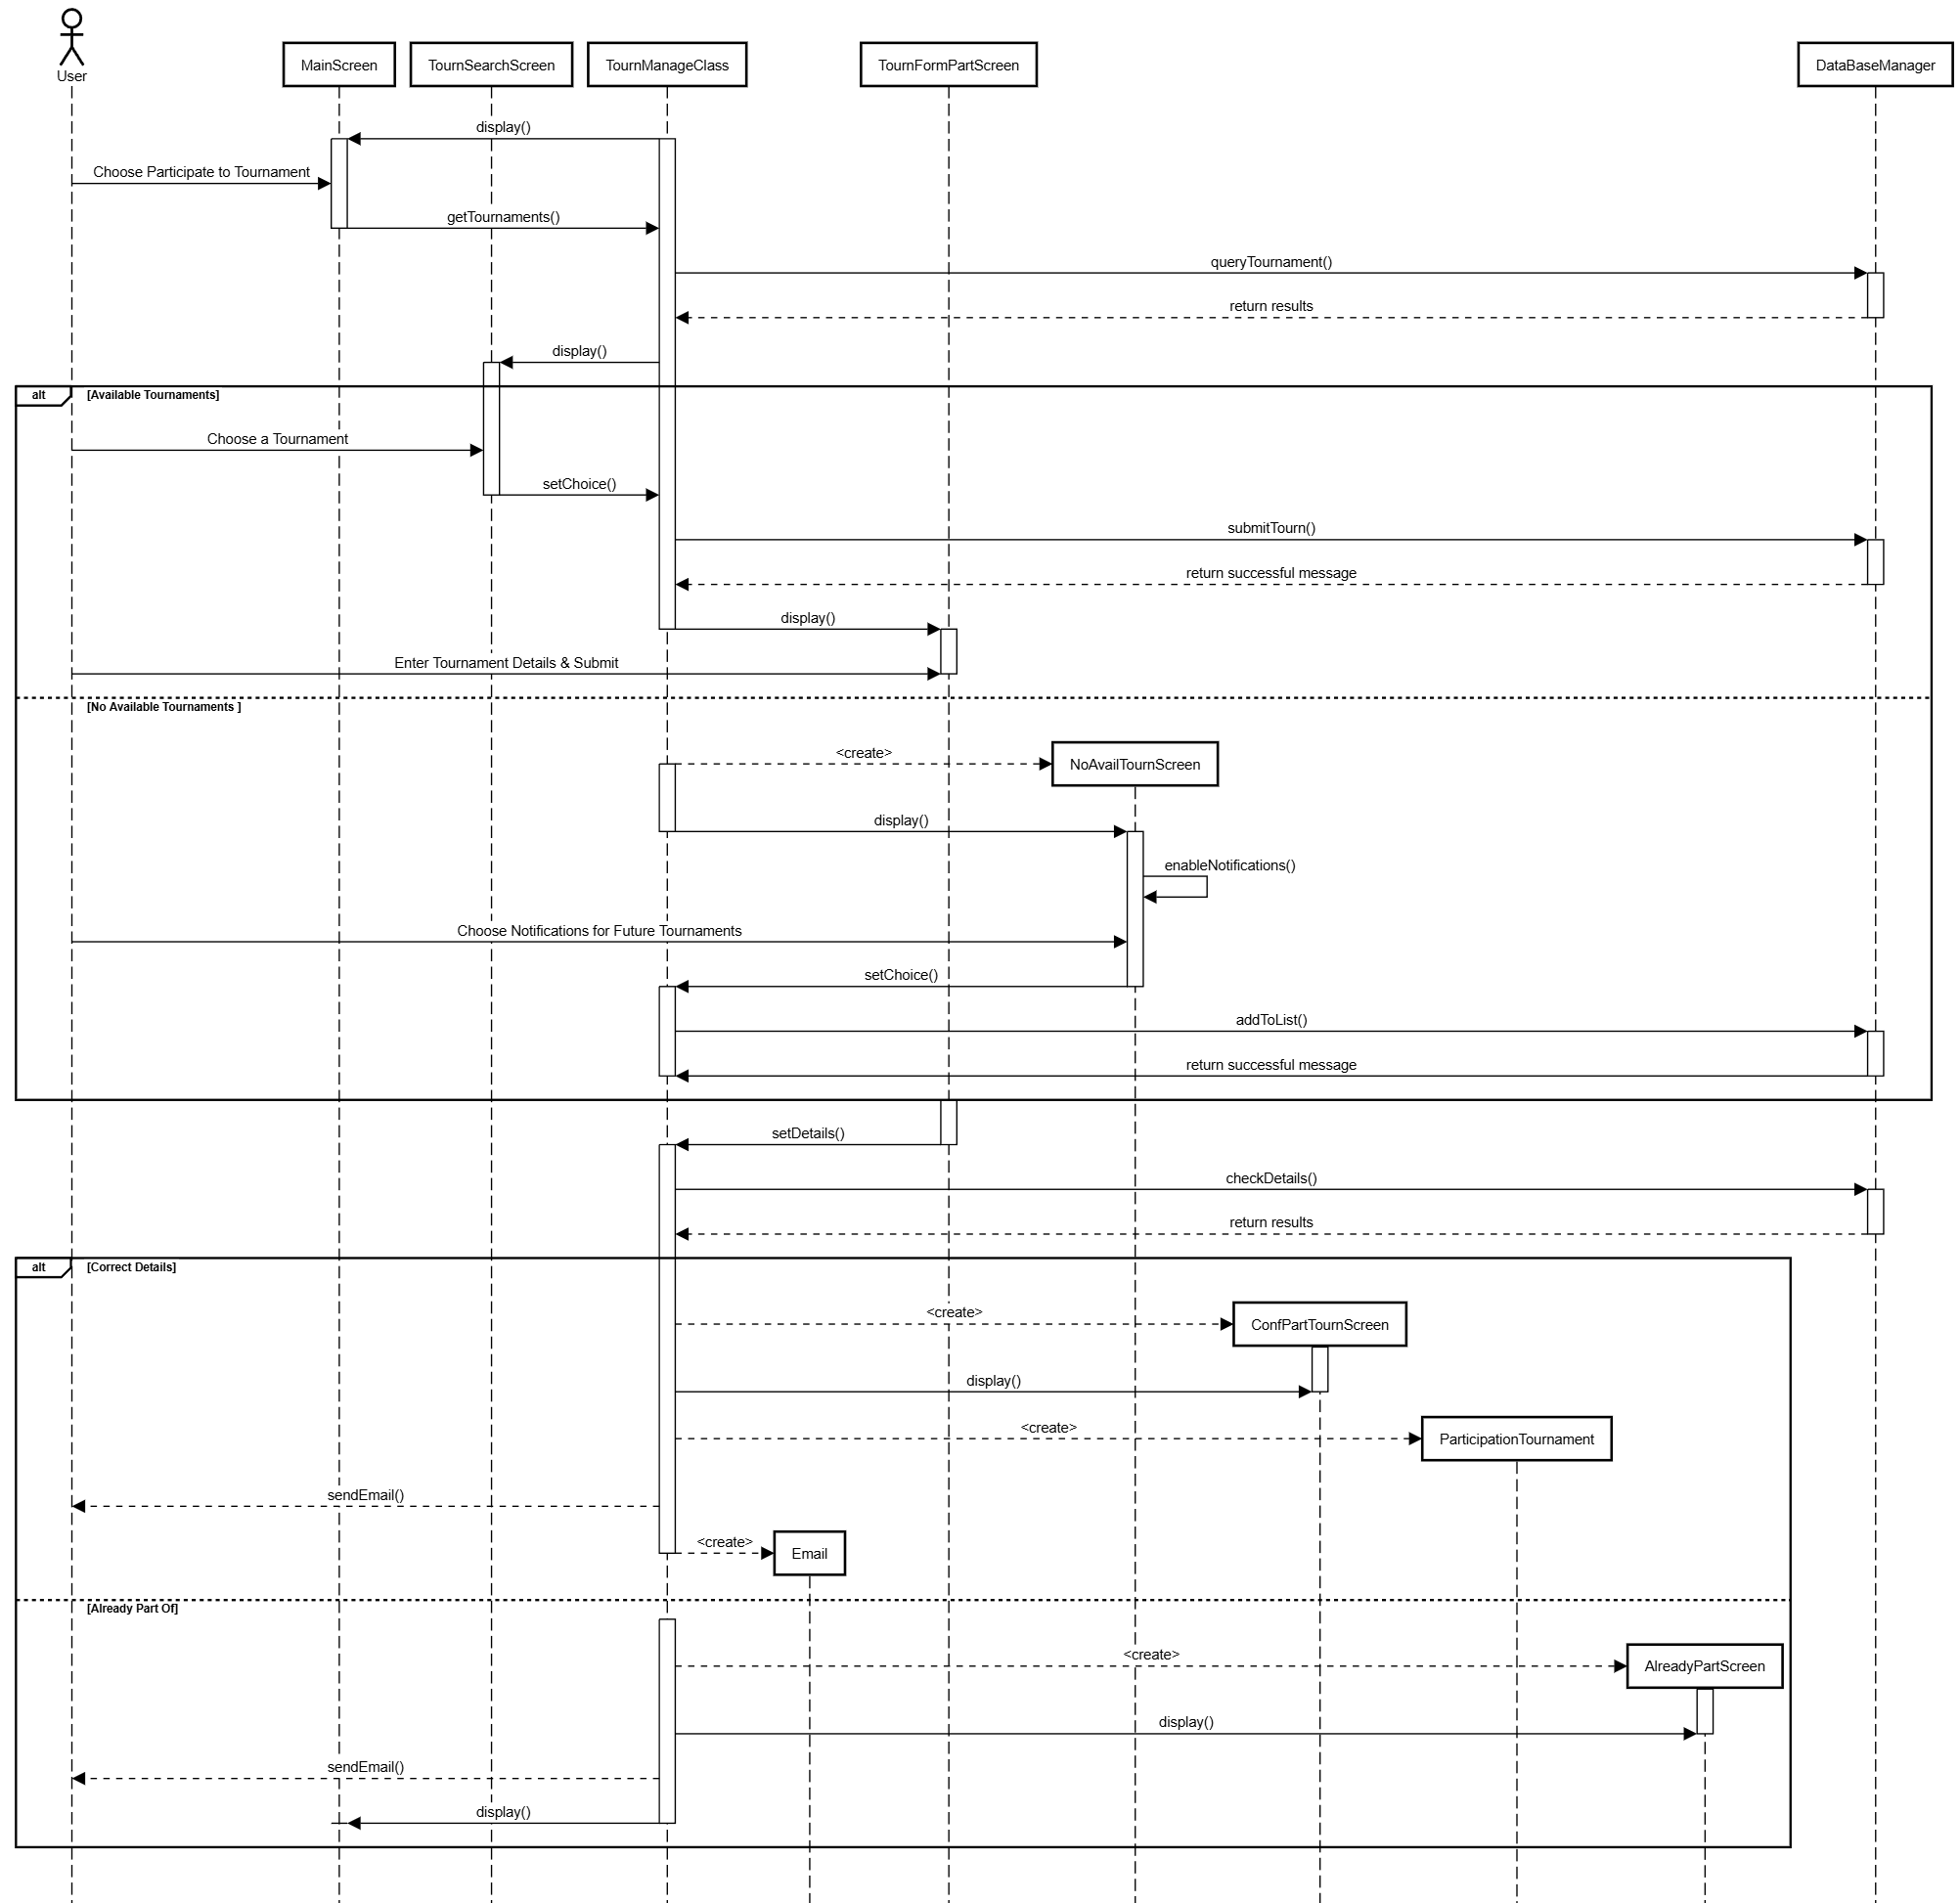 User
MainScreen
TournSearchScreen
TournManageClass
TournFormPartScreen
DataBaseManager
display()
Choose Participate to Tournament
getTournaments()
queryTournament()
return results
display()
alt
[Available Tournaments]
Choose a Tournament
setChoice()
submitTourn()
return successful message
display()
Enter Tournament Details & Submit
[No Available Tournaments ]
<create>
NoAvailTournScreen
display()
enableNotifications()
Choose Notifications for Future Tournaments
setChoice()
addToList()
return successful message
setDetails()
checkDetails()
return results
alt
[Correct Details]
<create>
ConfPartTournScreen
display()
<create>
ParticipationTournament
sendEmail()
<create>
Email
[Already Part Of]
<create>
AlreadyPartScreen
display()
sendEmail()
display()